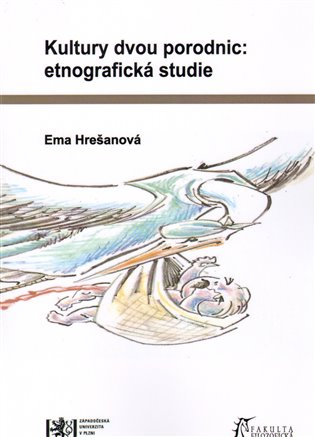 Kultury dvou porodnic:
etnografická studie
Ema Hrešanová
ZÁPADOČESKÁ
UNIVERZITA
V PLZNI
FAKULTA
FILOZOFICKÁ